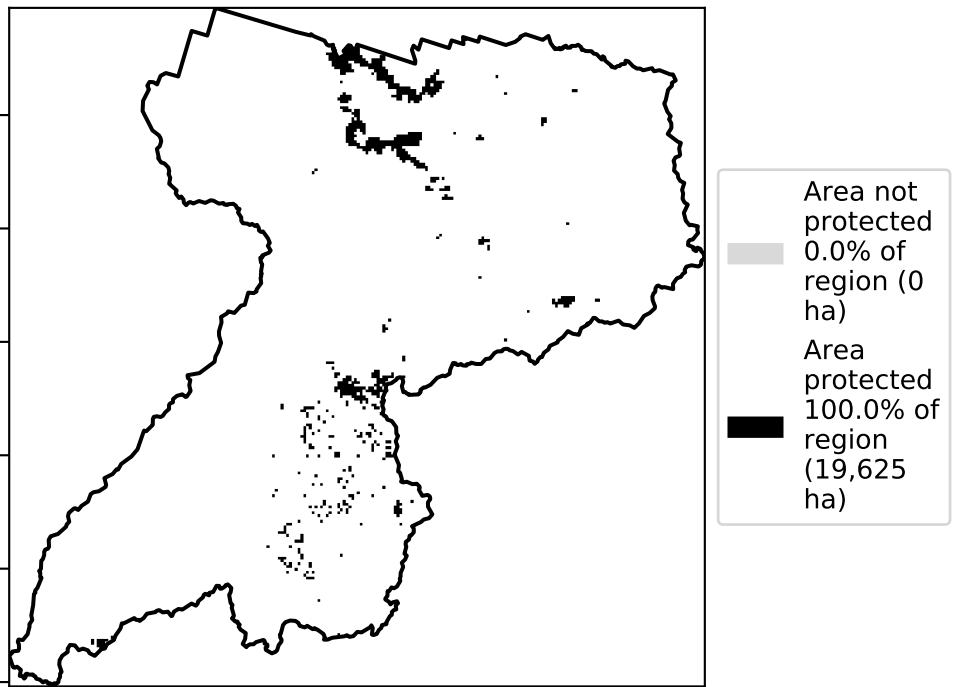 Area not
protected
0.0% of
region (0
ha)
Area
protected
100.0% of
region
(19,625
ha)